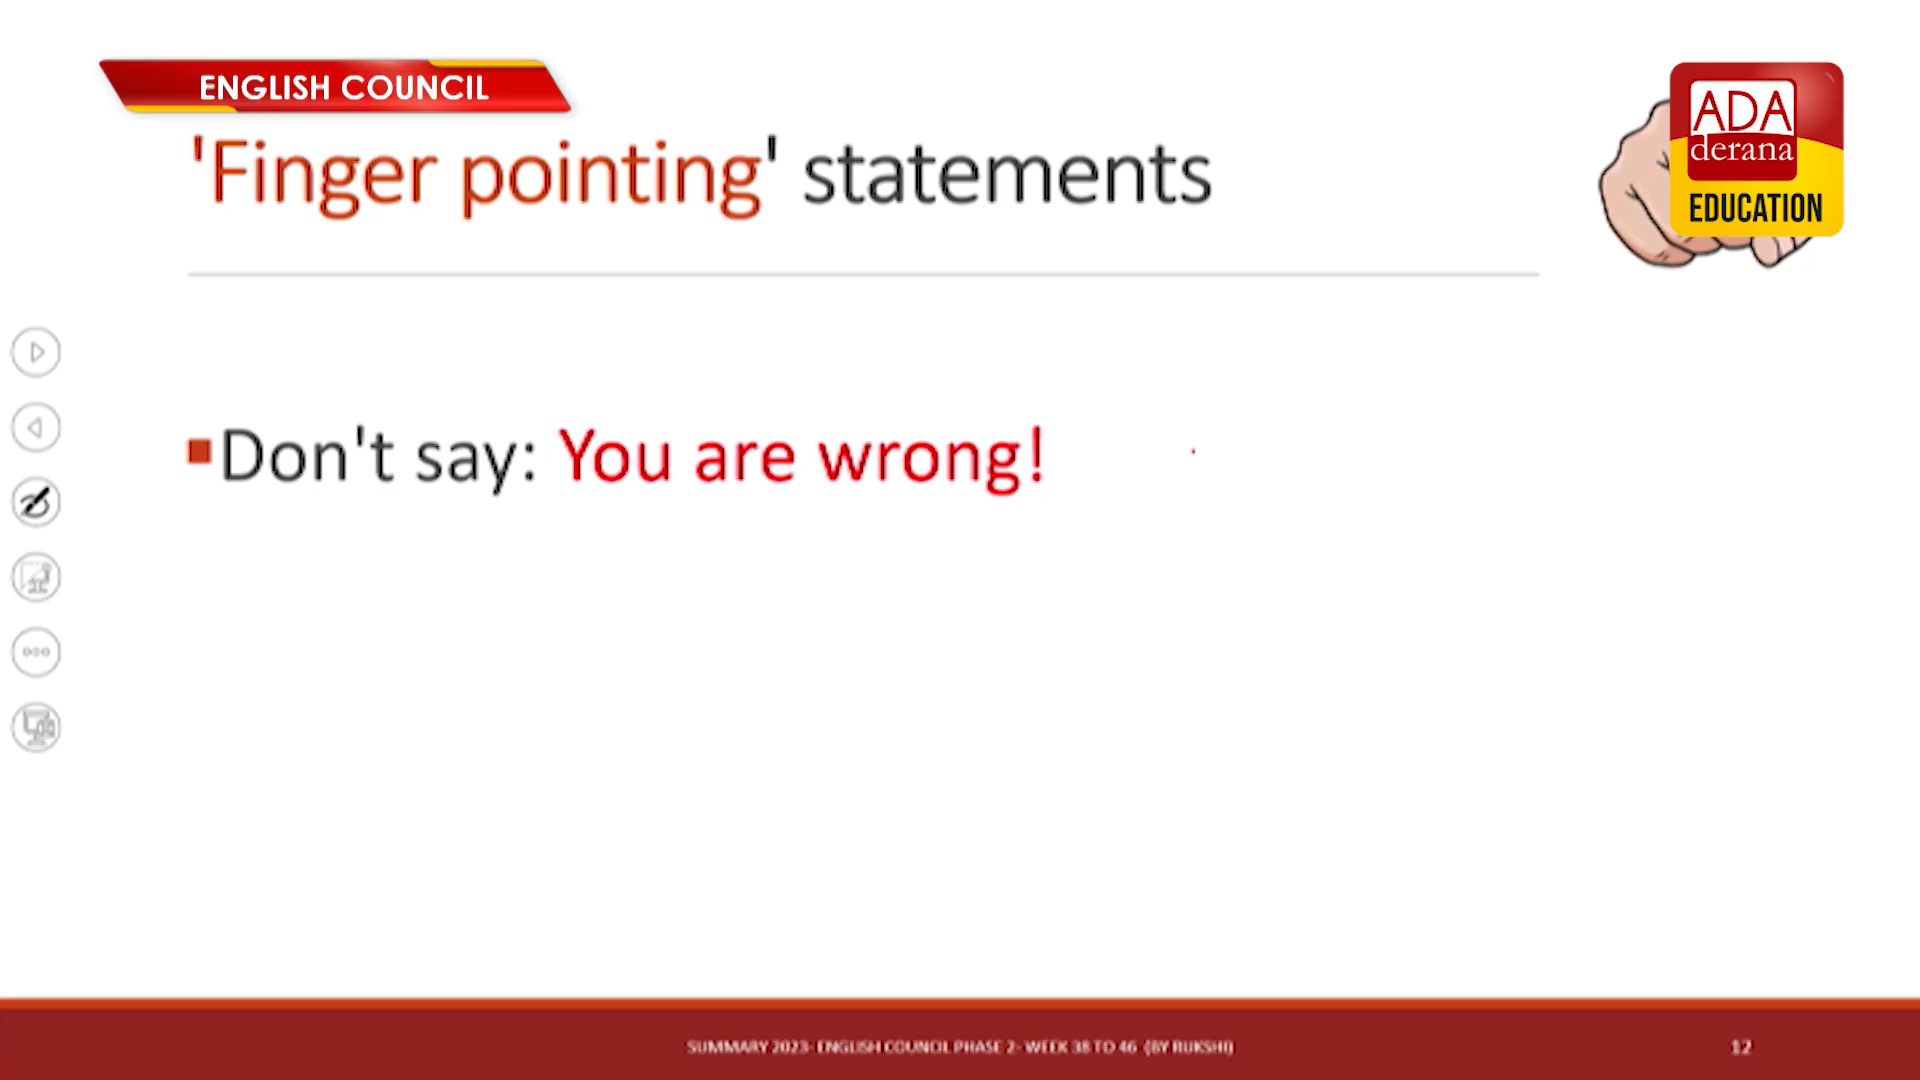 ENGLISH COUNCIL
'Finger pointing' statements
ADA
derana
EDUCATION
Don't say: You are wrong!
SUMMARY 2023- ENGLISH COUNCIL PHASE 2- WEEK 38 TO 46 (BY RUKSHI)
12